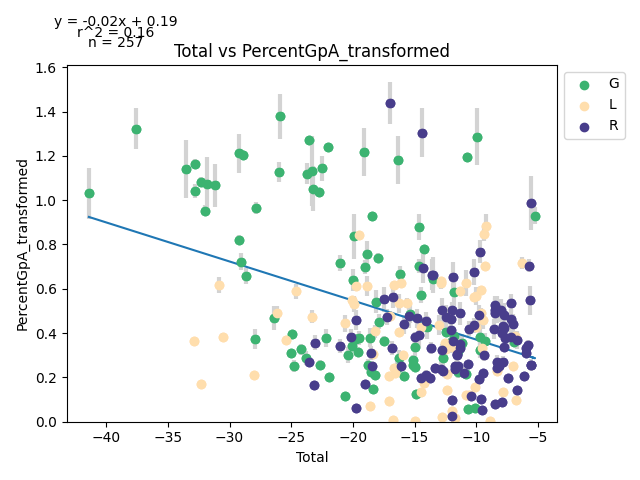 y = -0.02x + 0.19
r^2 = 0.16
n = 257
Total vs PercentGpA_transformed
1.6
1.4
1.2
1.0
0.8
0.6
0.4
0.2
0.0
PercentGpA_transformed
−40
−35
−30
−25
−20
−15
−10
−5
Total
G
L
R